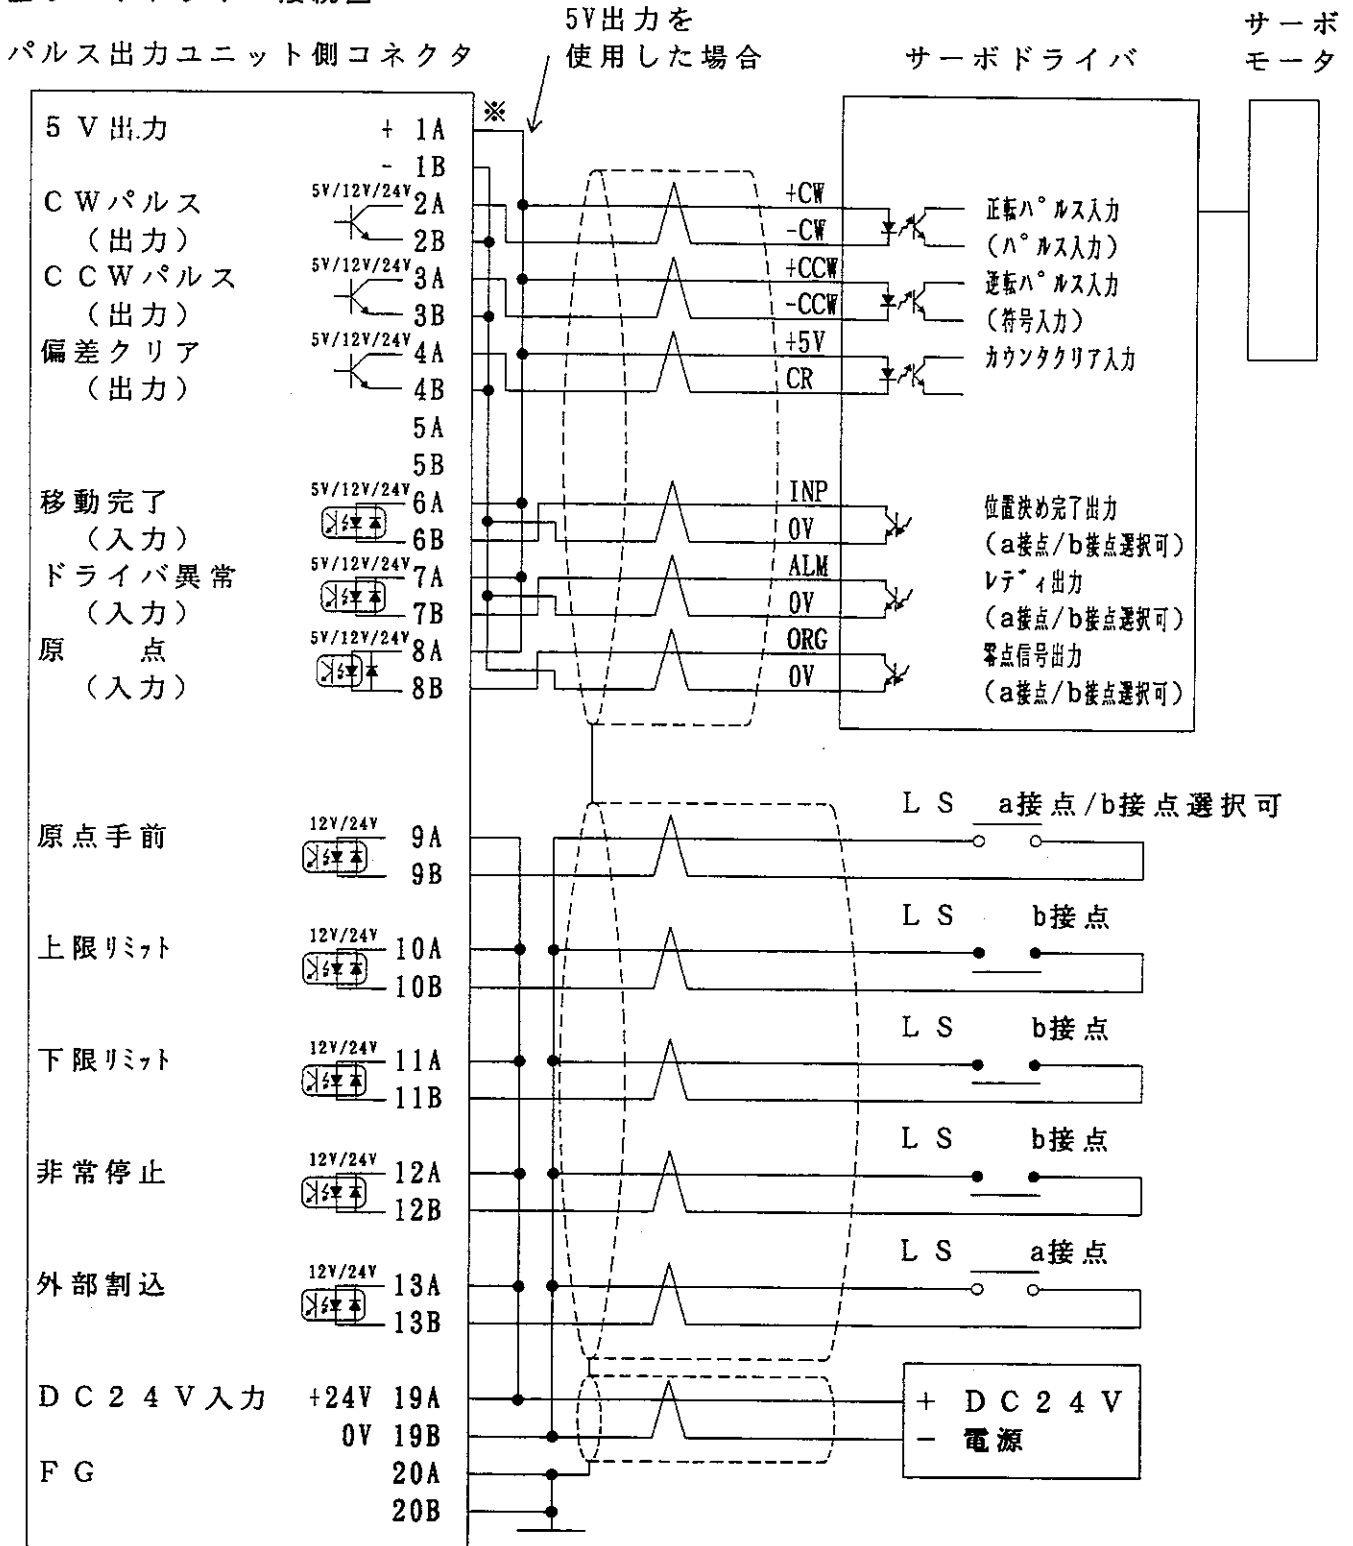 5V出力を
使用した場合
サーボ
モータ
パルス出力ユニット側コネクタ
サーボドライバ
※
5V出力 + 1A
- 1B
CWパルス 5V/12V/24V 2A +CW 正転パルス入力
(出力) 2B -CW (パルス入力)
CCWパルス 5V/12V/24V 3A +CCW 逆転パルス入力
(出力) 3B -CCW (符号入力)
偏差クリア 5V/12V/24V 4A +5V カウンタクリア入力
(出力) 4B CR
5A
5B
移動完了 5V/12V/24V 6A INP 位置決め完了出力
(入力) 6B 0V (a接点/b接点選択可)
ドライバ異常 5V/12V/24V 7A ALM レディ出力
(入力) 7B 0V (a接点/b接点選択可)
原 点 5V/12V/24V 8A ORG 零点信号出力
(入力) 8B 0V (a接点/b接点選択可)
LS a接点/b接点選択可
原点手前 12V/24V 9A
9B
LS b接点
上限リミット 12V/24V 10A
10B
LS b接点
下限リミット 12V/24V 11A
11B
LS b接点
非常停止 12V/24V 12A
12B
LS a接点
外部割込 12V/24V 13A
13B
DC24V入力 +24V 19A + DC24V
0V 19B - 電源
FG 20A
20B